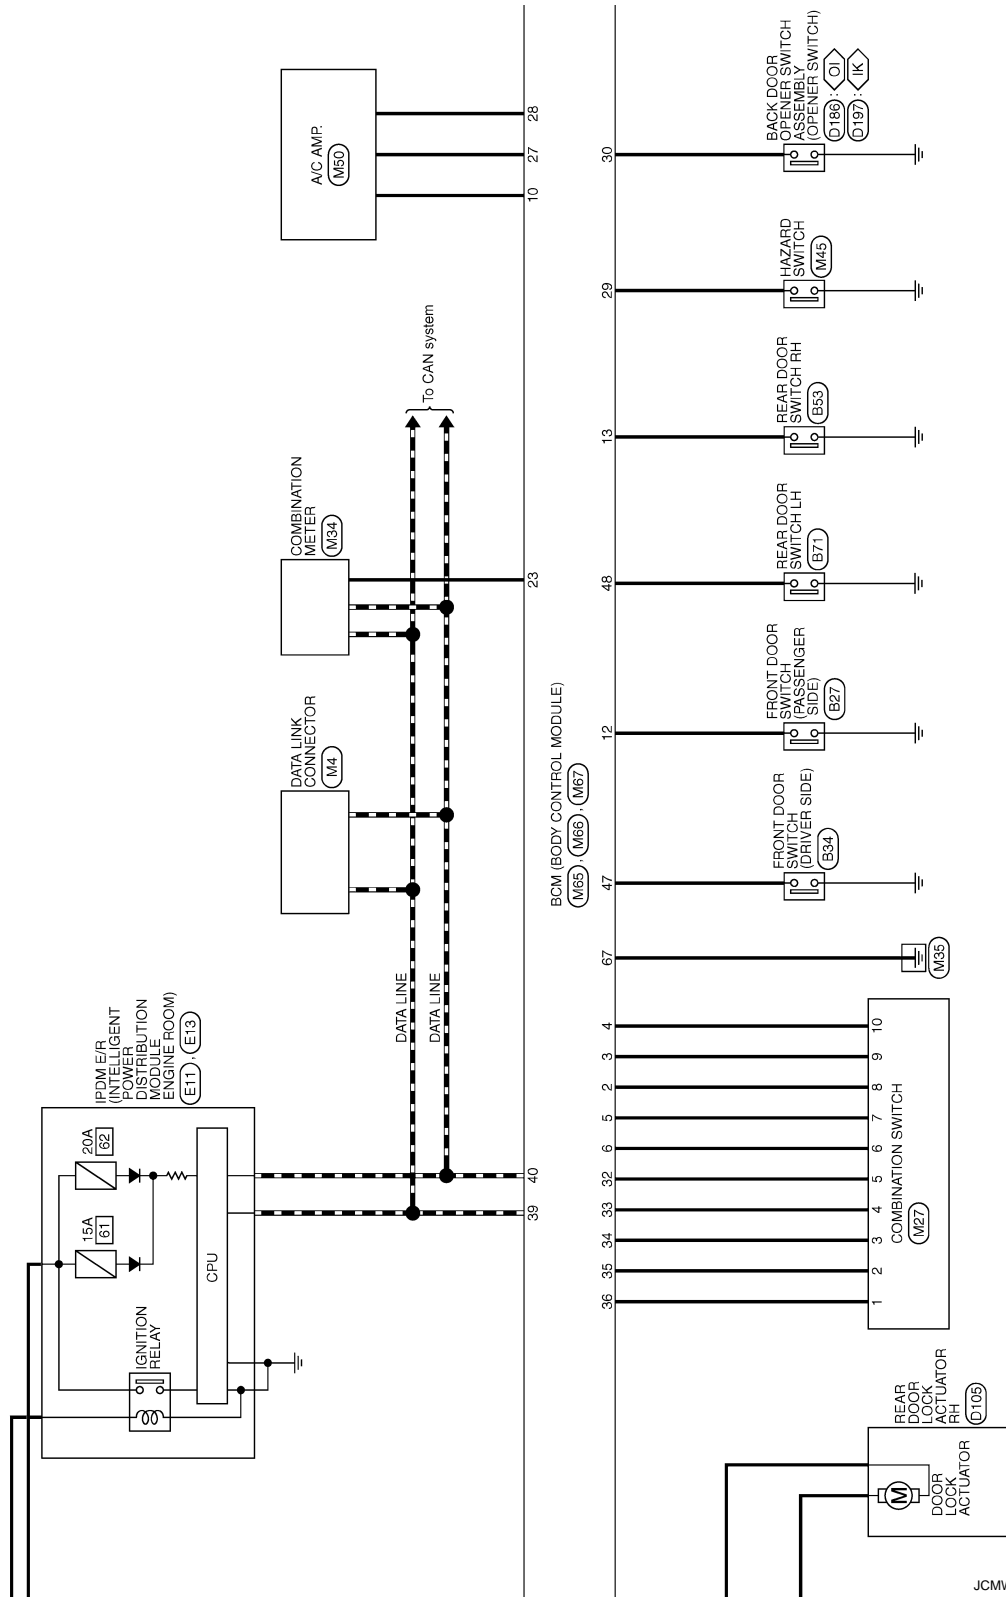 IPDM E/R
(INTELLIGENT
POWER
DISTRIBUTION
MODULE
ENGINE ROOM)
E11 , E13
20A
62
15A
61
IGNITION
RELAY
CPU
A/C AMP.
M50
COMBINATION
METER
M34
DATA LINK
CONNECTOR
M4
To CAN system
DATA LINE
DATA LINE
28
27
10
23
40
39
BCM (BODY CONTROL MODULE)
M65 , M66 , M67
30
29
13
48
12
47
67
4
3
2
5
6
32
33
34
35
36
BACK DOOR
OPENER SWITCH
ASSEMBLY
(OPENER SWITCH)
D186 : OI
D197 : IK
HAZARD
SWITCH
M45
REAR DOOR
SWITCH RH
B53
REAR DOOR
SWITCH LH
B71
FRONT DOOR
SWITCH
(PASSENGER
SIDE)
B27
FRONT DOOR
SWITCH
(DRIVER SIDE)
B34
M35
10
9
8
7
6
5
4
3
2
1
COMBINATION SWITCH
M27
REAR
DOOR
LOCK
ACTUATOR
RH
D105
M
DOOR
LOCK
ACTUATOR